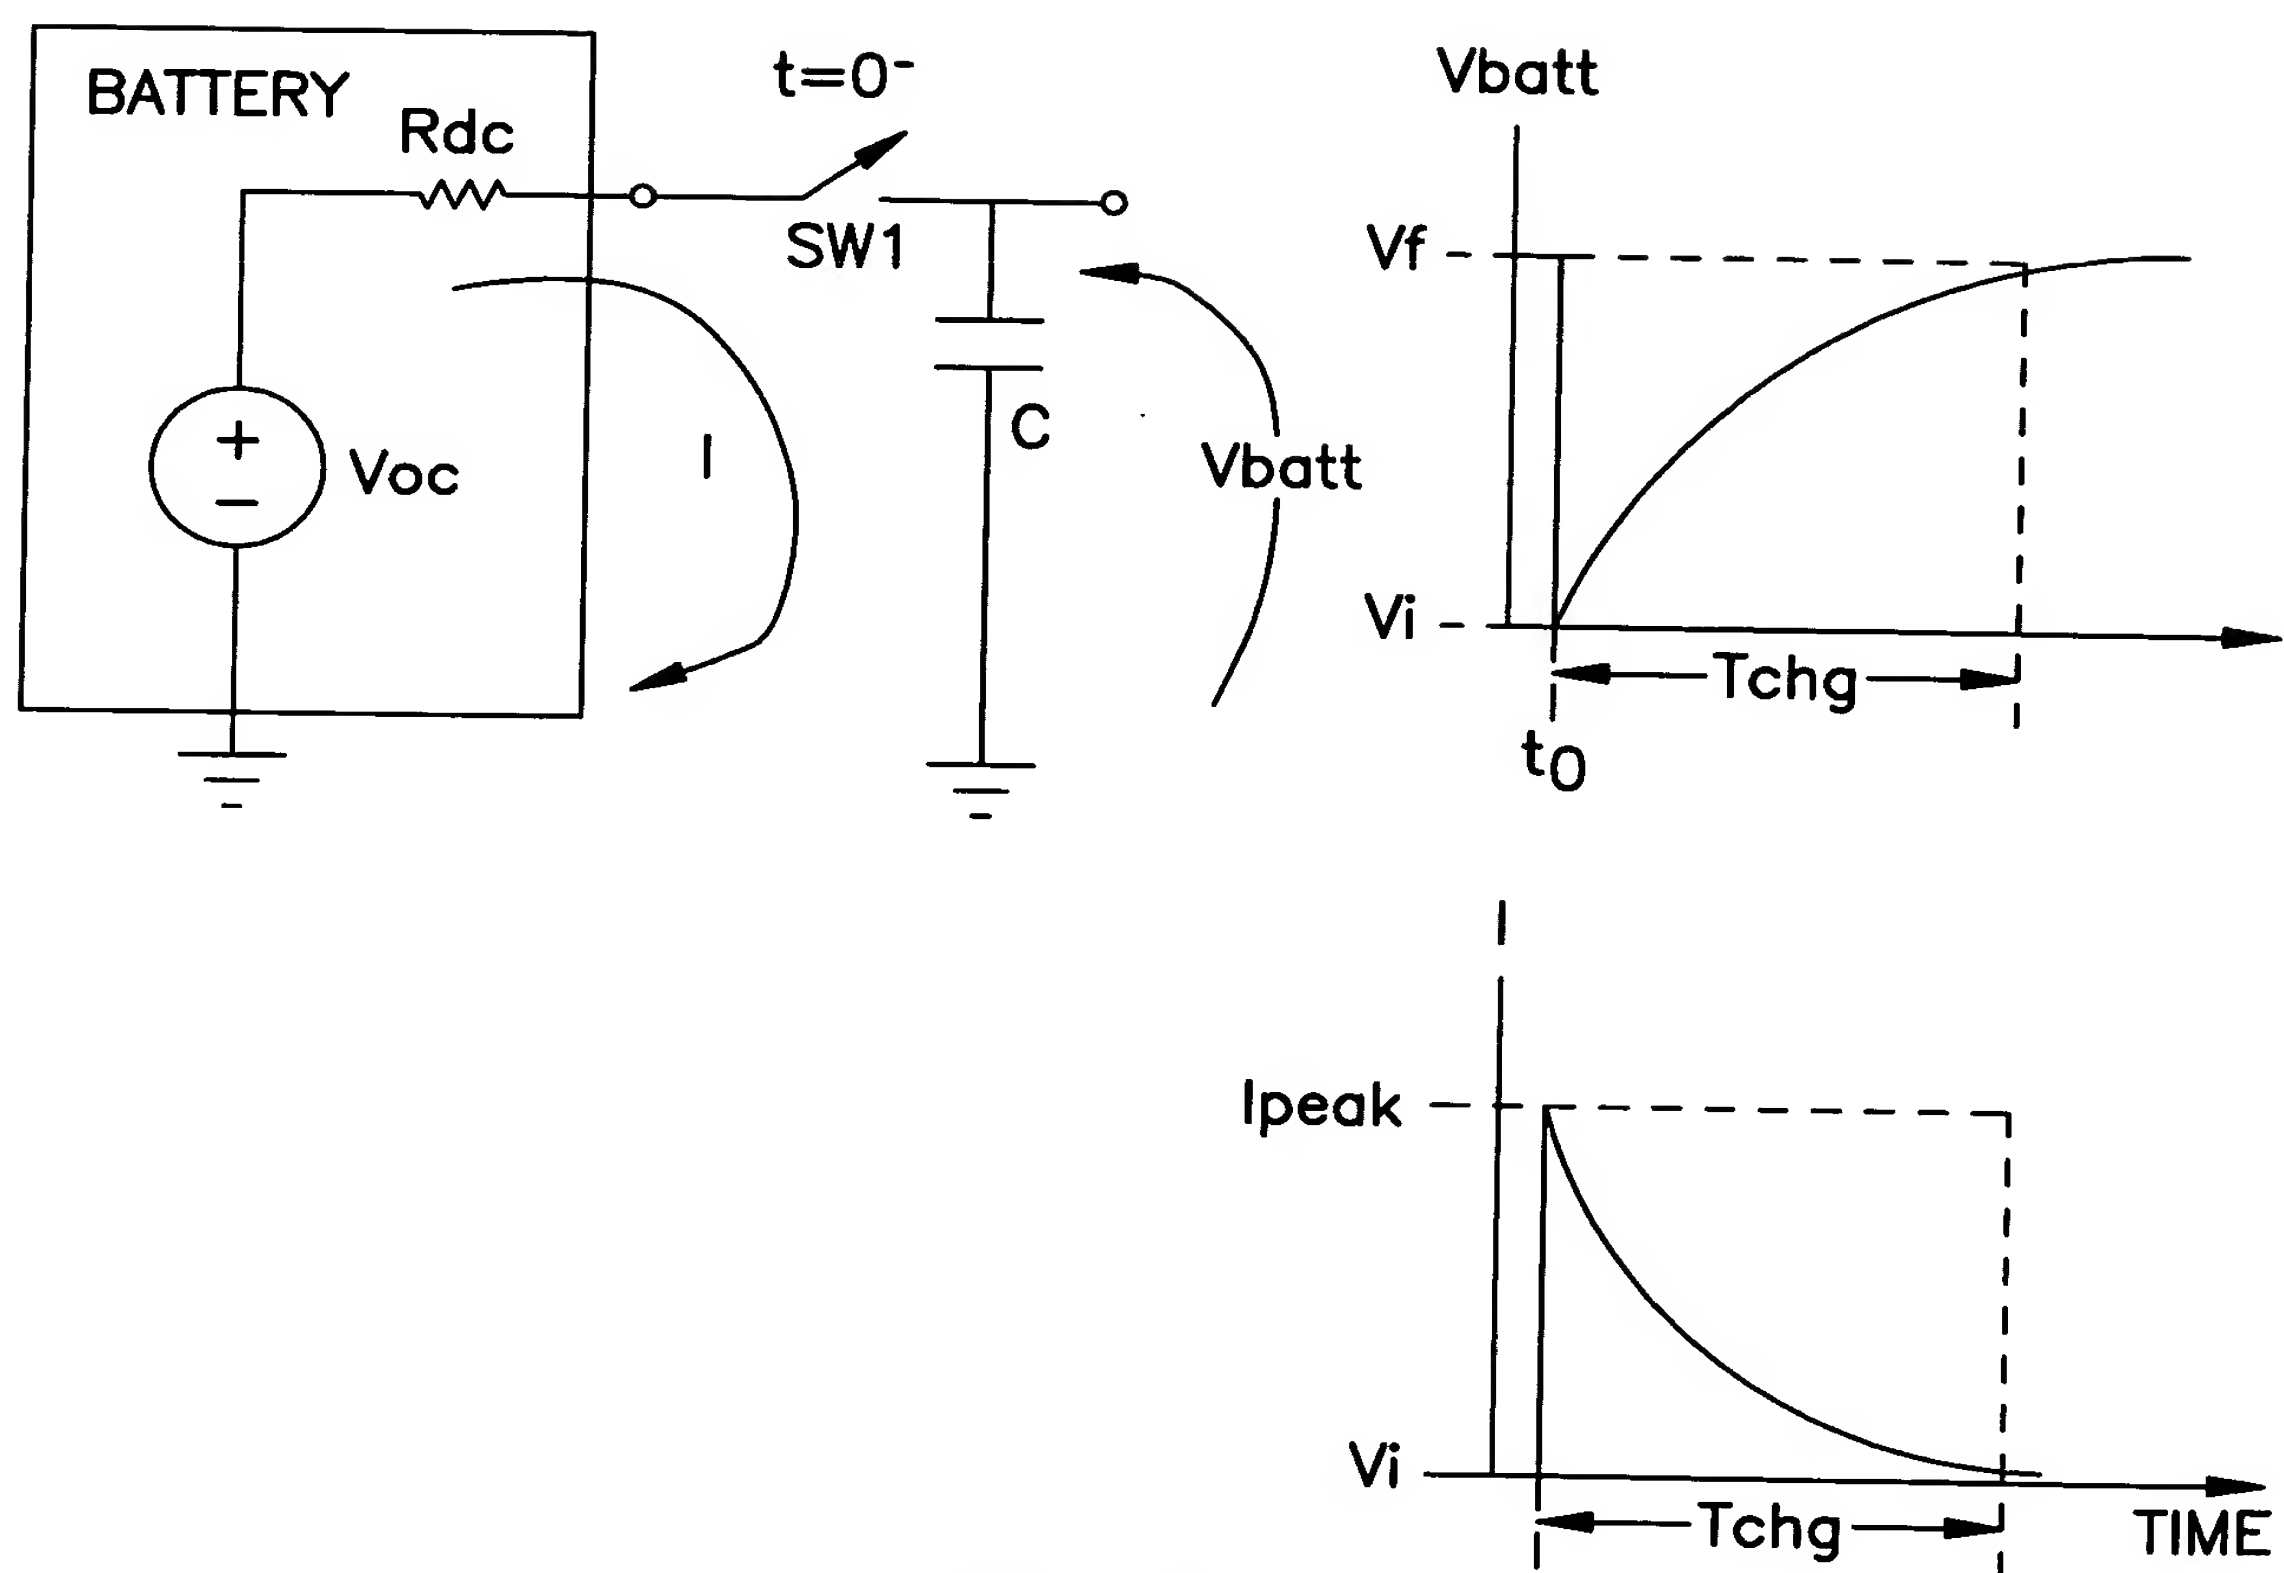 BATTERY
Rdc
t=0-
SW1
+
−
Voc
I
C
Vbatt
Vbatt
Vf
Vi
Tchg
t0
I
Ipeak
Vi
Tchg
TIME